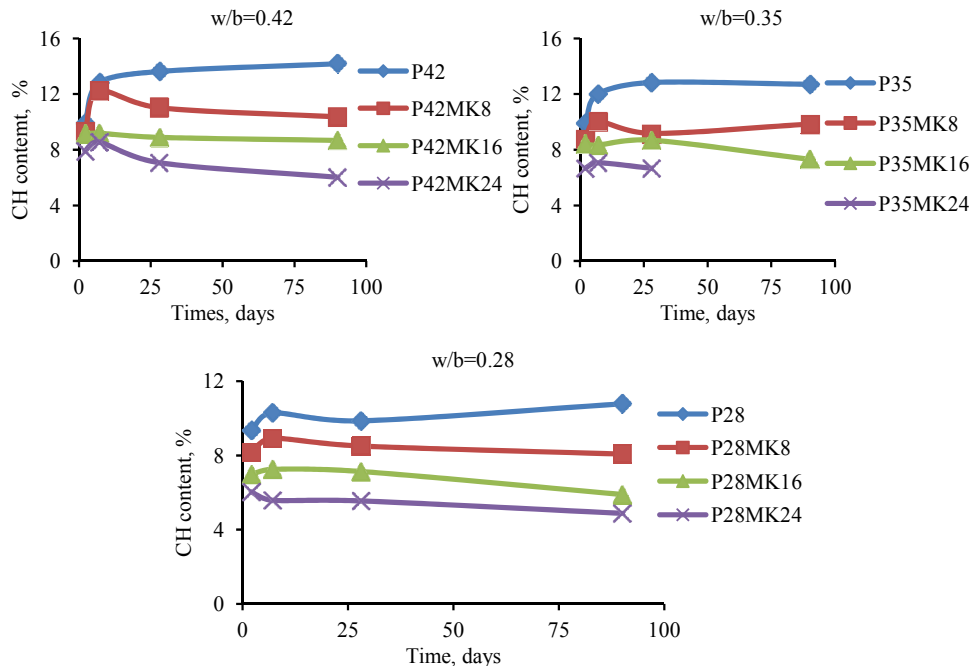 w/b=0.42
16
12
8
4
0
CH contemt, %
0
25
50
75
100
Times, days
P42
P42MK8
P42MK16
P42MK24
w/b=0.35
16
12
8
4
0
CH content, %
0
25
50
75
100
Time, days
P35
P35MK8
P35MK16
P35MK24
w/b=0.28
12
8
4
0
CH content, %
0
25
50
75
100
Time, days
P28
P28MK8
P28MK16
P28MK24